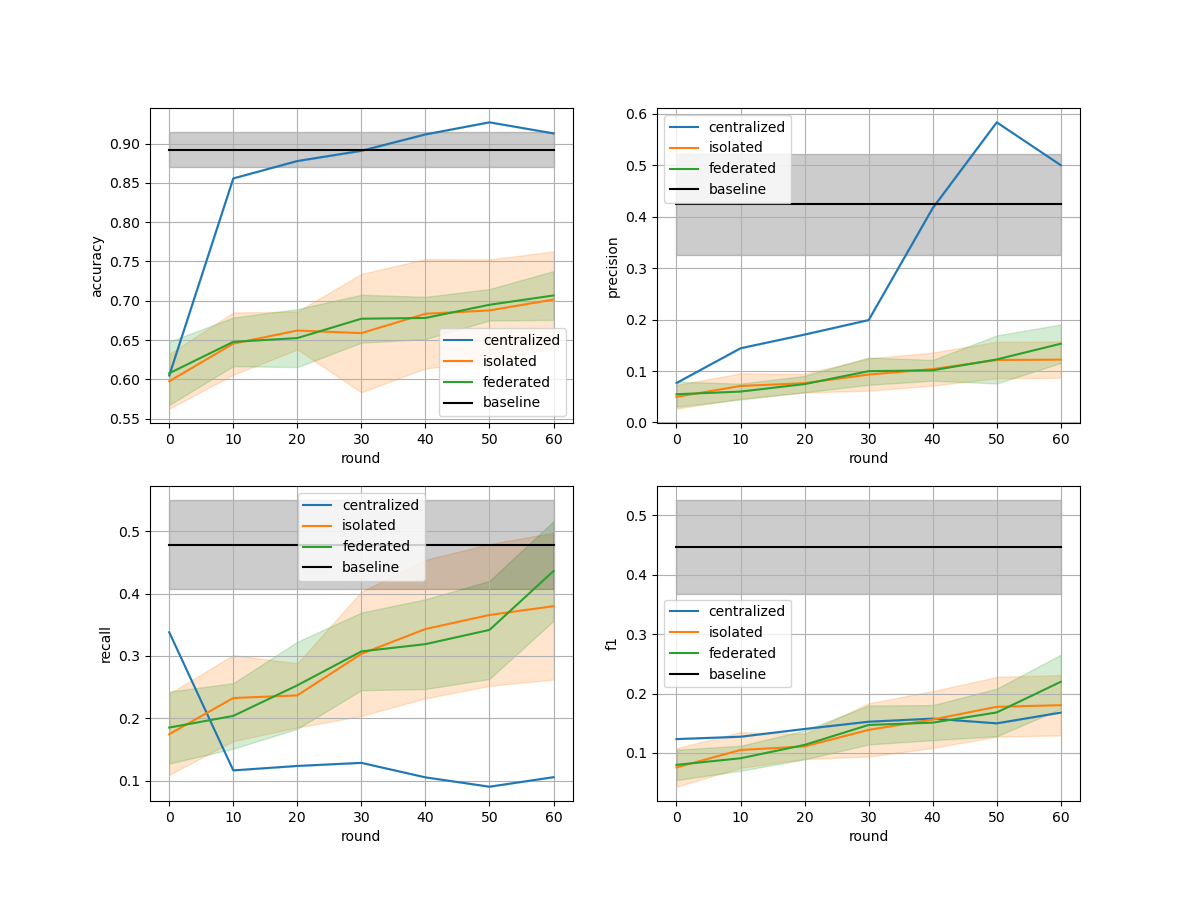 accuracy
0.90
0.85
0.80
0.75
0.70
0.65
0.60
0.55
0 10 20 30 40 50 60
round
centralized
isolated
federated
baseline
precision
0.6
0.5
0.4
0.3
0.2
0.1
0.0
0 10 20 30 40 50 60
round
centralized
isolated
federated
baseline
recall
0.5
0.4
0.3
0.2
0.1
0 10 20 30 40 50 60
round
centralized
isolated
federated
baseline
f1
0.5
0.4
0.3
0.2
0.1
0 10 20 30 40 50 60
round
centralized
isolated
federated
baseline